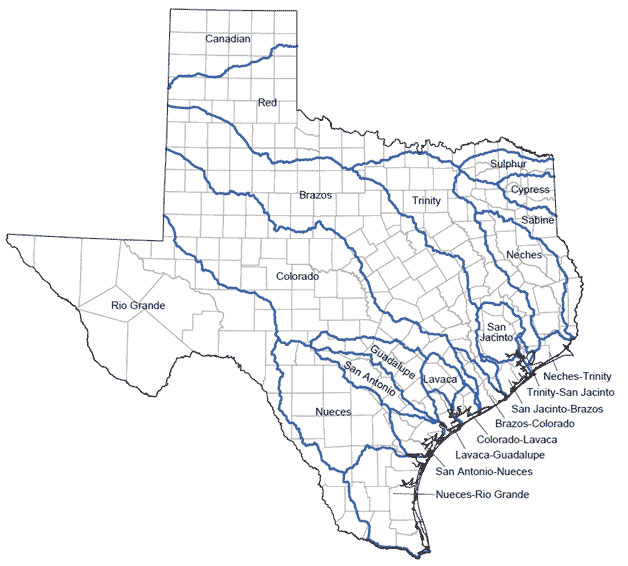 Canadian
Red
Sulphur
Cypress
Brazos
Trinity
Sabine
Neches
Colorado
Rio Grande
San
Jacinto
Guadalupe
San Antonio
Lavaca
Nueces
Neches-Trinity
Trinity-San Jacinto
San Jacinto-Brazos
Brazos-Colorado
Colorado-Lavaca
Lavaca-Guadalupe
San Antonio-Nueces
Nueces-Rio Grande